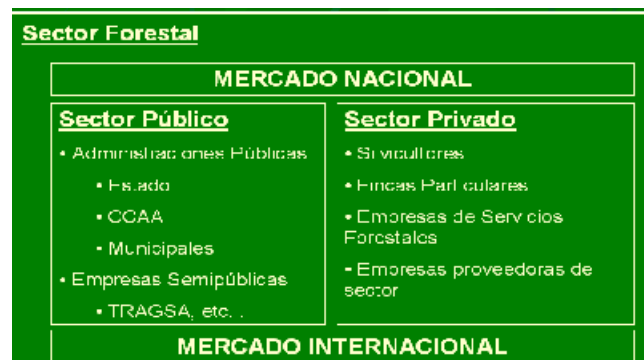 Sector Forestal
MERCADO NACIONAL
Sector Público
• Administraciones Públicas
• Estado
• CCAA
• Municipales
• Empresas Semipúblicas
• TRAGSA, etc...
Sector Privado
• Silvicultores
• Fincas Particulares
• Empresas de Servicios
Forestales
• Empresas proveedoras de
sector
MERCADO INTERNACIONAL